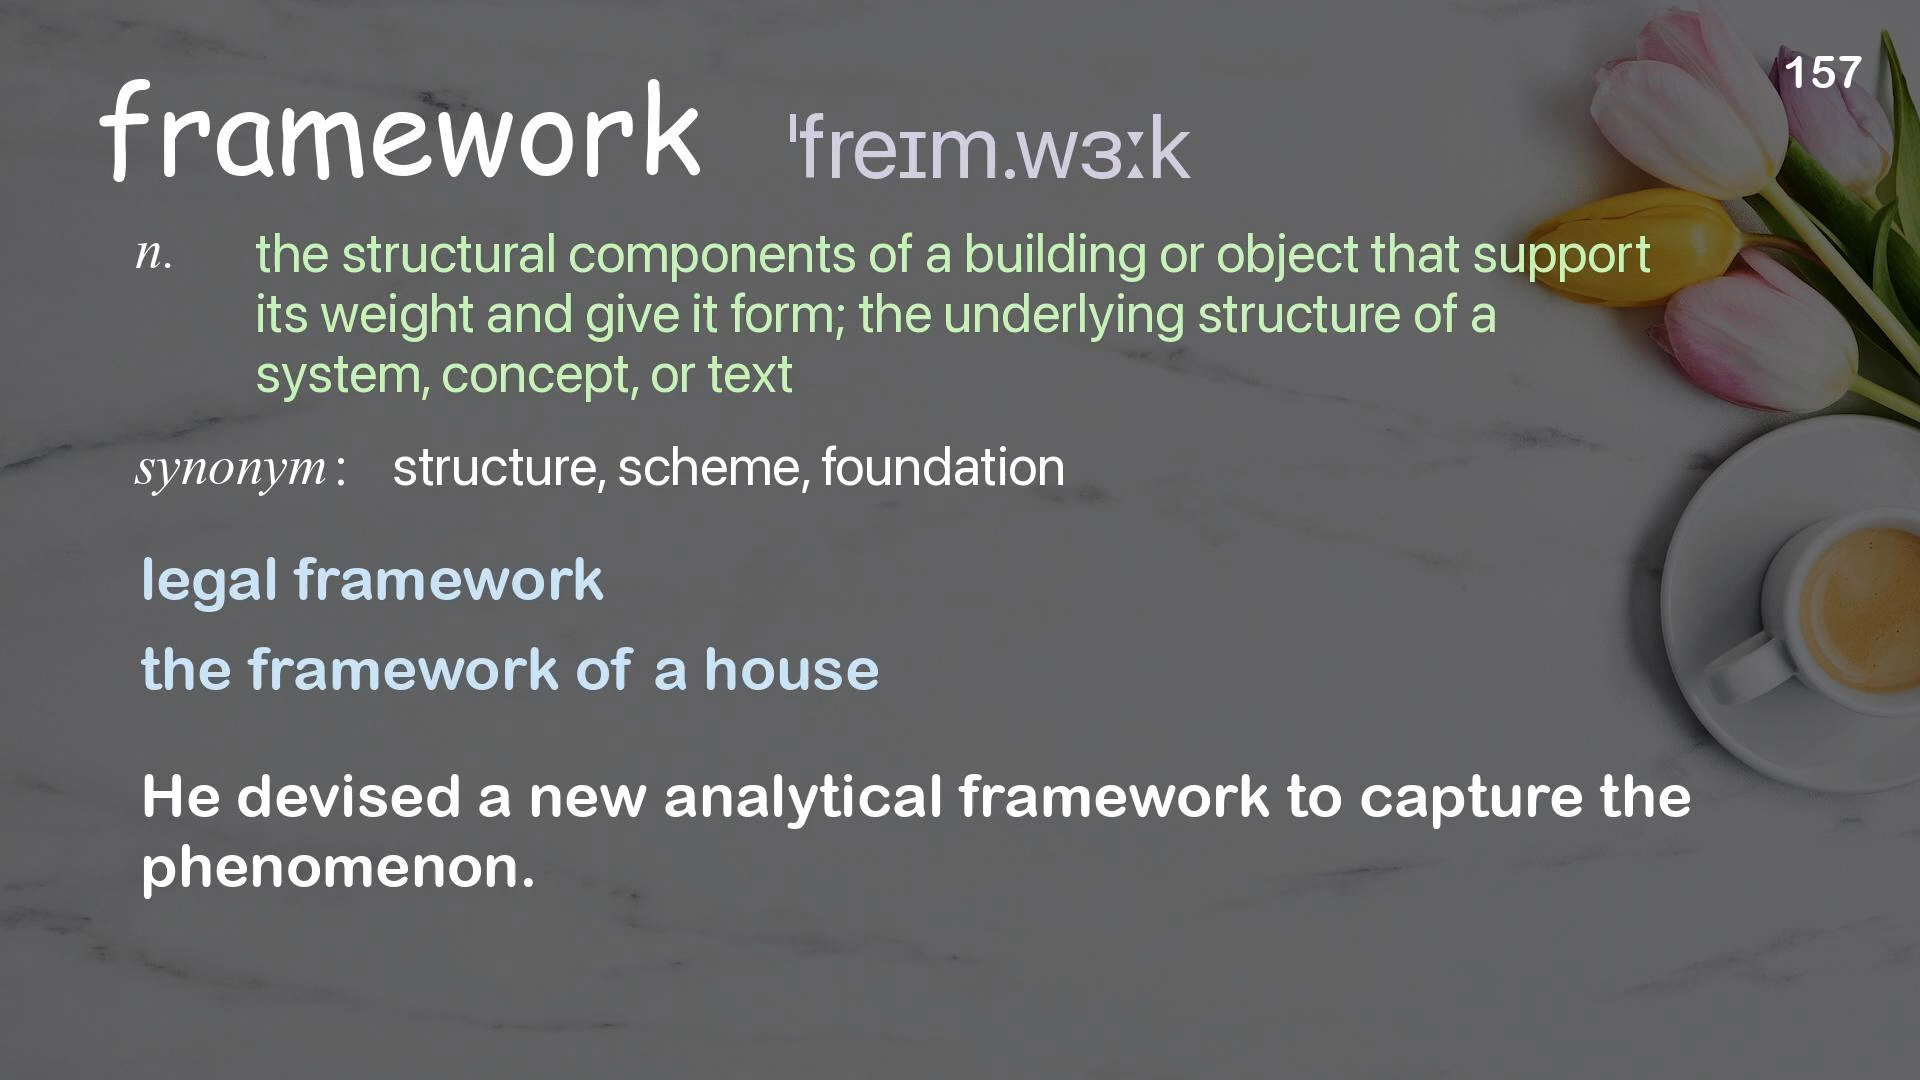 157
framework ˈfreɪm.wɜːk
n. the structural components of a building or object that support
its weight and give it form; the underlying structure of a
system, concept, or text
synonym: structure, scheme, foundation
legal framework
the framework of a house
He devised a new analytical framework to capture the
phenomenon.